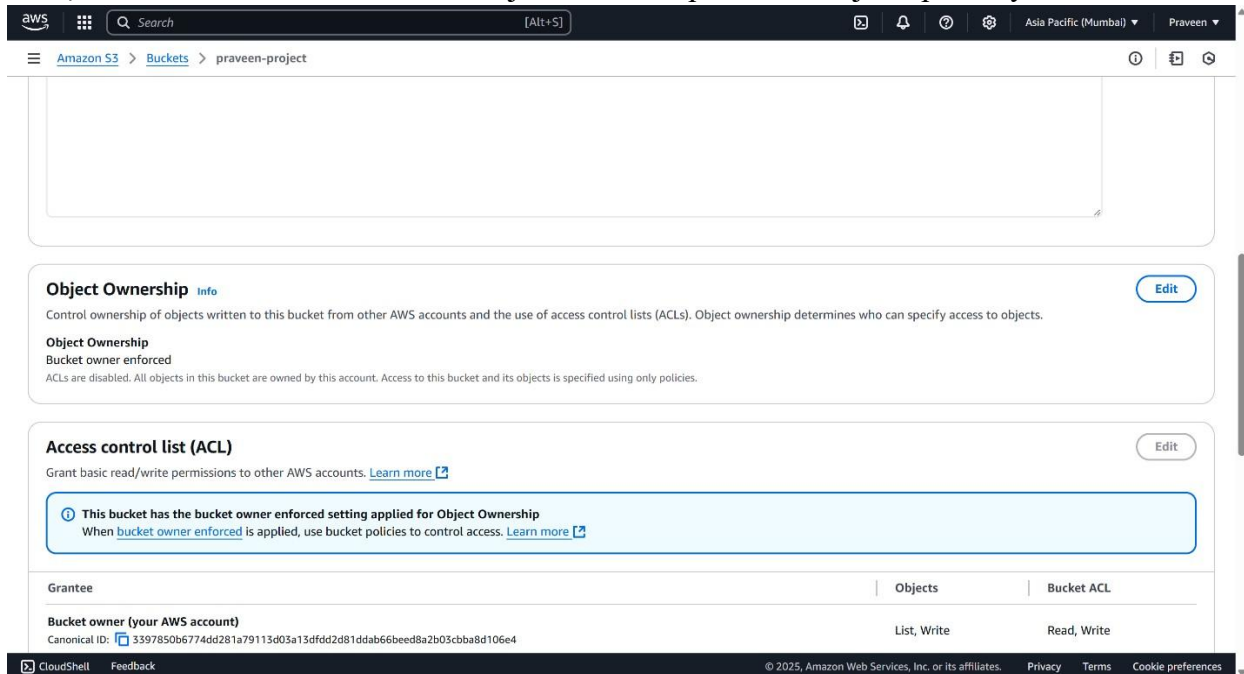 aws
Search
[Alt+S]
Asia Pacific (Mumbai) ▼
Praveen ▼
Amazon S3 > Buckets > praveen-project
Object Ownership Info
Edit
Control ownership of objects written to this bucket from other AWS accounts and the use of access control lists (ACLs). Object ownership determines who can specify access to objects.
Object Ownership
Bucket owner enforced
ACLs are disabled. All objects in this bucket are owned by this account. Access to this bucket and its objects is specified using only policies.
Access control list (ACL)
Edit
Grant basic read/write permissions to other AWS accounts. Learn more
This bucket has the bucket owner enforced setting applied for Object Ownership
When bucket owner enforced is applied, use bucket policies to control access. Learn more
Grantee Objects Bucket ACL
Bucket owner (your AWS account)
Canonical ID: 3397850b6774dd281a79113d03a13dfdd2d81ddab66beed8a2b03cbba8d106e4
List, Write Read, Write
CloudShell Feedback © 2025, Amazon Web Services, Inc. or its affiliates. Privacy Terms Cookie preferences